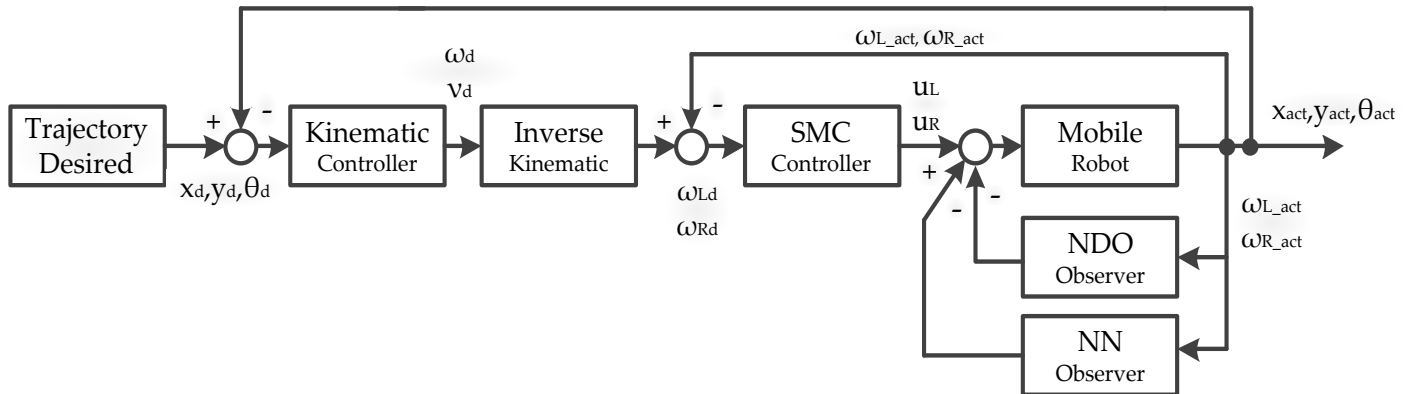 ωL_act, ωR_act
ωd
vd
uL
uR
xact,yact,θact
Trajectory
Desired
+
-
Kinematic
Controller
Inverse
Kinematic
+
-
SMC
Controller
+
-
-
Mobile
Robot
xd,yd,θd
ωLd
ωRd
ωL_act
ωR_act
NDO
Observer
NN
Observer